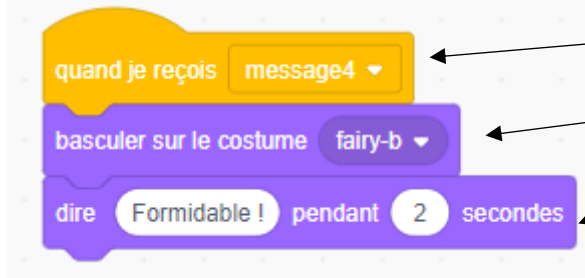 quand je reçois message4
basculer sur le costume fairy-b
dire Formidable ! pendant 2 secondes